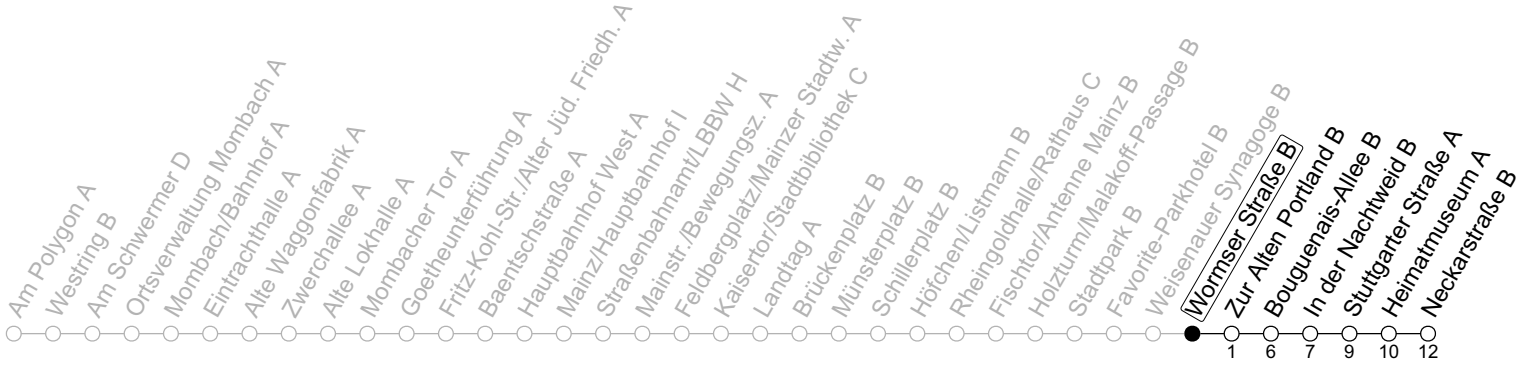 Am Polygon A
Westring B
Am Schwermer D
Ortsverwaltung Mombach A
Mombach/Bahnhof A
Eintrachthalle A
Alte Waggonfabrik A
Zwerchallee A
Alte Lokhalle A
Mombacher Tor A
Goetheunterführung A
Fritz-Kohl-Str./Alter Jüd. Friedh. A
Baentschstraße A
Hauptbahnhof West A
Mainz/Hauptbahnhof I
Straßenbahnamt/LBBW H
Mainstr./Bewegungsz. A
Feldbergplatz/Mainzer Stadtw. A
Kaisertor/Stadtbibliothek C
Landtag A
Brückenplatz B
Münsterplatz B
Schillerplatz B
Höfchen/Listmann B
Rheingoldhalle/Rathaus C
Fischtor/Antenne Mainz B
Holzturm/Malakoff-Passage B
Stadtpark B
Favorite-Parkhotel B
Weisenauer Synagoge B
Wormser Straße B
Zur Alten Portland B
Bouguenais-Allee B
In der Nachtweid B
Stuttgarter Straße A
Heimatmuseum A
Neckarstraße B
1 6 7 9 10 12